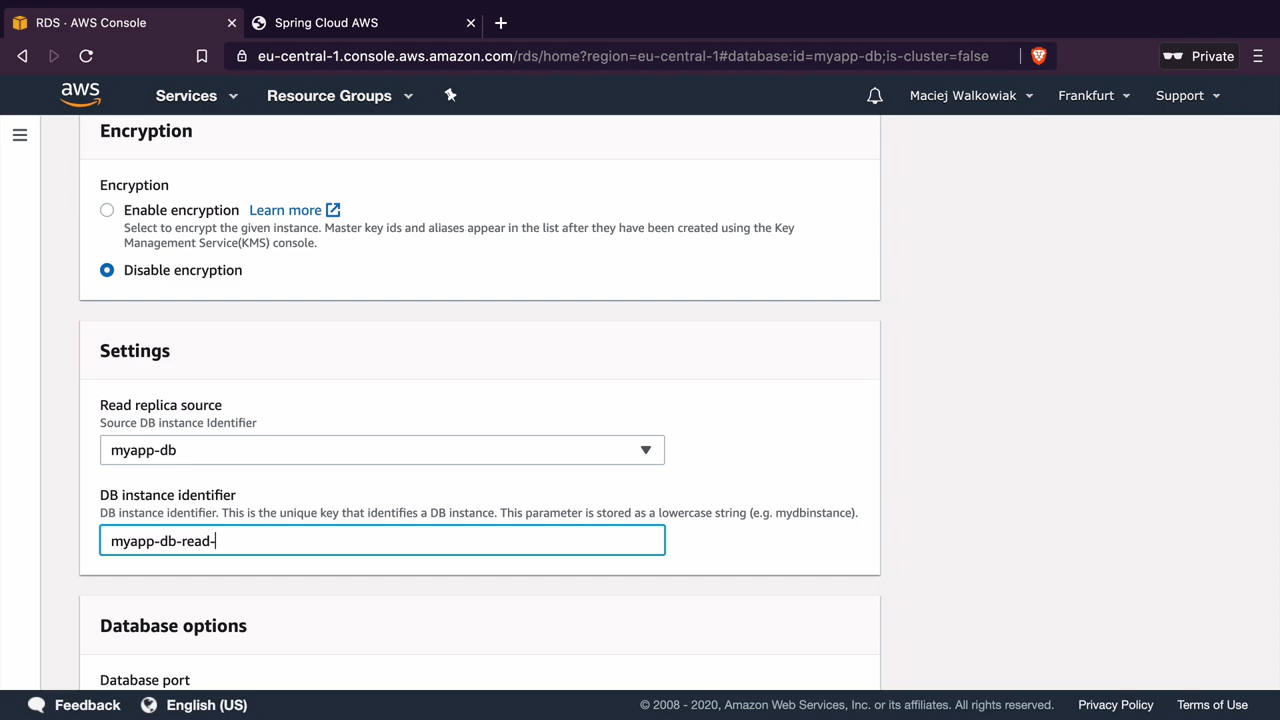 RDS · AWS Console
Spring Cloud AWS
eu-central-1.console.aws.amazon.com/rds/home?region=eu-central-1#database:id=myapp-db;is-cluster=false
Private
aws
Services
Resource Groups
Maciej Walkowiak
Frankfurt
Support
Encryption
Encryption
Enable encryption Learn more
Select to encrypt the given instance. Master key ids and aliases appear in the list after they have been created using the Key
Management Service(KMS) console.
Disable encryption
Settings
Read replica source
Source DB instance Identifier
myapp-db
DB instance identifier
DB instance identifier. This is the unique key that identifies a DB instance. This parameter is stored as a lowercase string (e.g. mydbinstance).
myapp-db-read-
Database options
Database port
Feedback
English (US)
© 2008 - 2020, Amazon Web Services, Inc. or its affiliates. All rights reserved.
Privacy Policy
Terms of Use